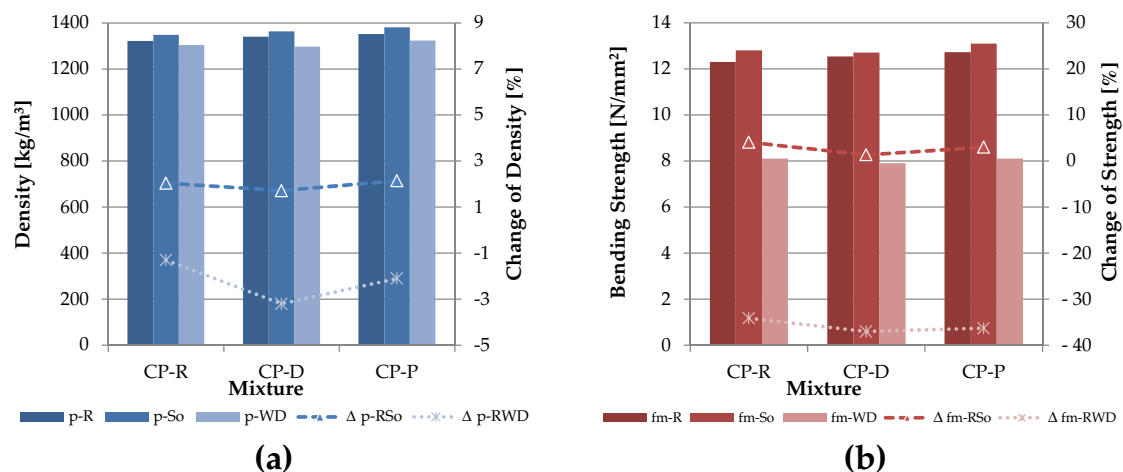 1400
1200
1000
800
600
400
200
0
Density [kg/m³]
9
7
5
3
1
-1
-3
-5
Change of Density [%]
CP-R CP-D CP-P
Mixture
p-R p-So p-WD Δ p-RSo Δ p-RWD
(a)
14
12
10
8
6
4
2
0
Bending Strength [N/mm²]
30
20
10
0
- 10
- 20
- 30
- 40
Change of Strength [%]
CP-R CP-D CP-P
Mixture
fm-R fm-So fm-WD Δ fm-RSo Δ fm-RWD
(b)